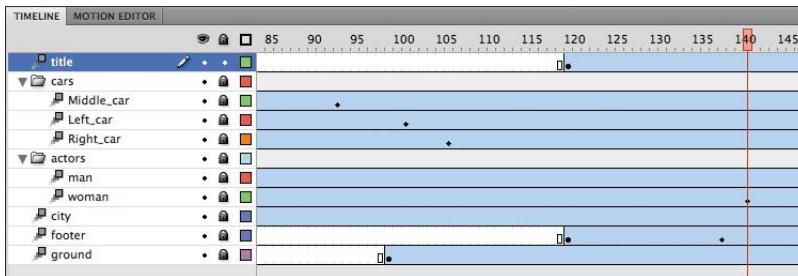 TIMELINE MOTION EDITOR
85 90 95 100 105 110 115 120 125 130 135 140 145
title
cars
Middle_car
Left_car
Right_car
actors
man
woman
city
footer
ground